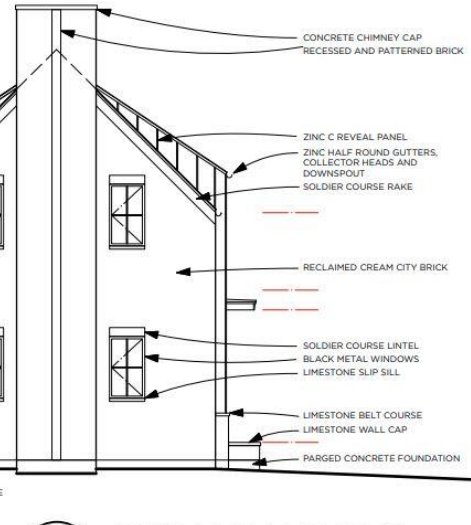 CONCRETE CHIMNEY CAP
RECESSED AND PATTERNED BRICK
ZINC C REVEAL PANEL
ZINC HALF ROUND GUTTERS,
COLLECTOR HEADS AND
DOWNSPOUT
SOLDIER COURSE RAKE
RECLAIMED CREAM CITY BRICK
SOLDIER COURSE LINTEL
BLACK METAL WINDOWS
LIMESTONE SLIP SILL
LIMESTONE BELT COURSE
LIMESTONE WALL CAP
PARGED CONCRETE FOUNDATION
E